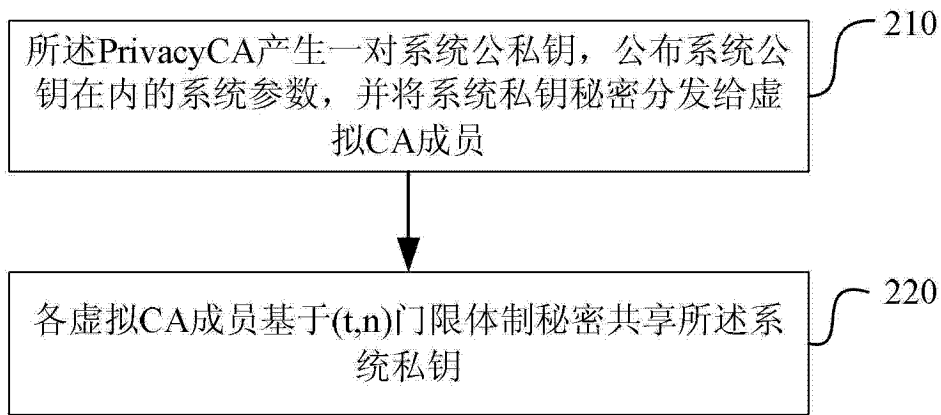 210
所述PrivacyCA产生一对系统公私钥，公布系统公
钥在内的系统参数，并将系统私钥秘密分发给虚
拟CA成员
220
各虚拟CA成员基于(t,n)门限体制秘密共享所述系
统私钥